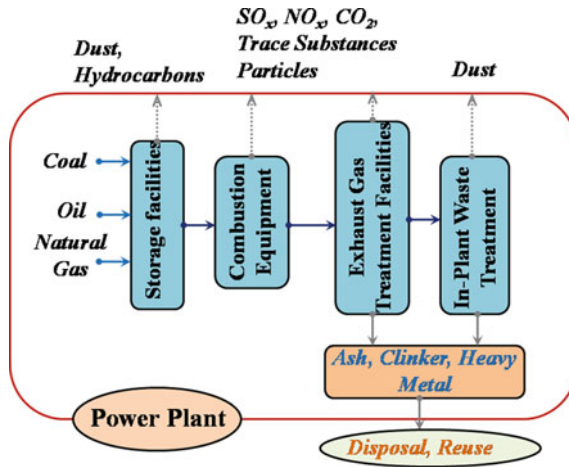 SOx, NOx, CO2,
Trace Substances
Particles
Dust,
Hydrocarbons
Dust
Coal
Oil
Natural
Gas
Storage facilities
Combustion
Equipment
Exhaust Gas
Treatment Facilities
In-Plant Waste
Treatment
Ash, Clinker, Heavy
Metal
Power Plant
Disposal, Reuse